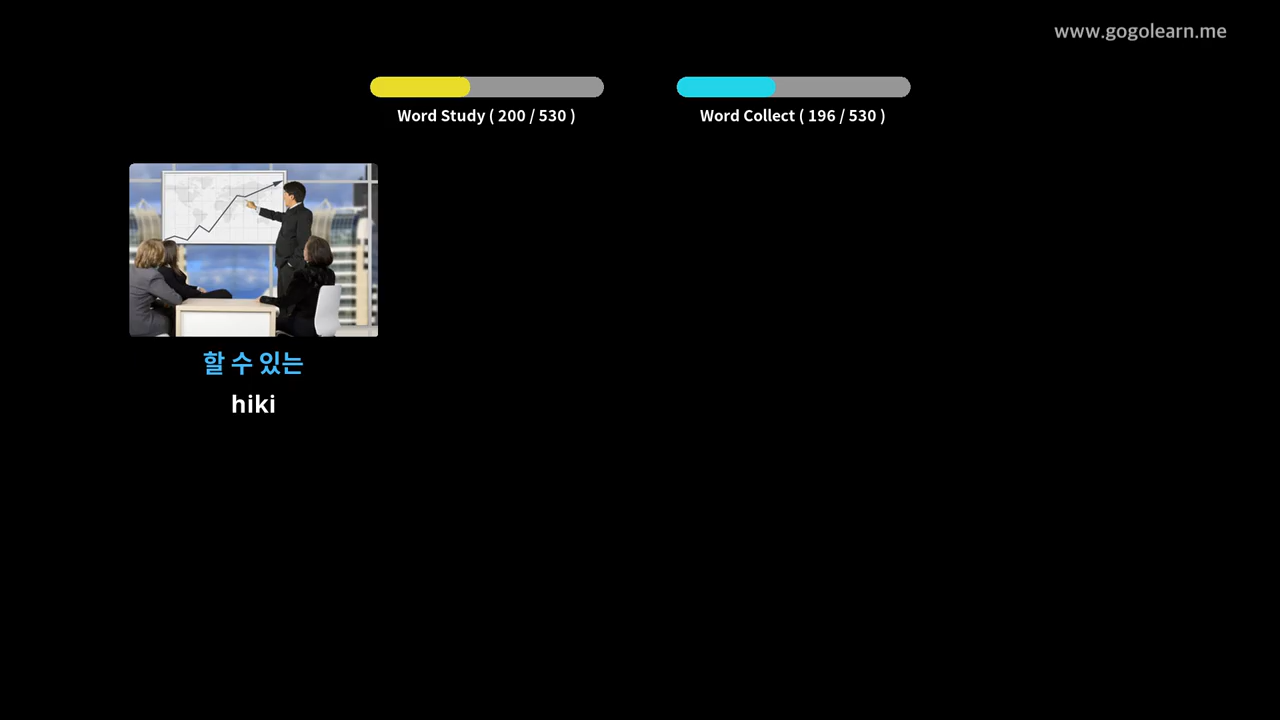 www.gogolearn.me
Word Study ( 200 / 530 )
Word Collect ( 196 / 530 )
할 수 있는
hiki